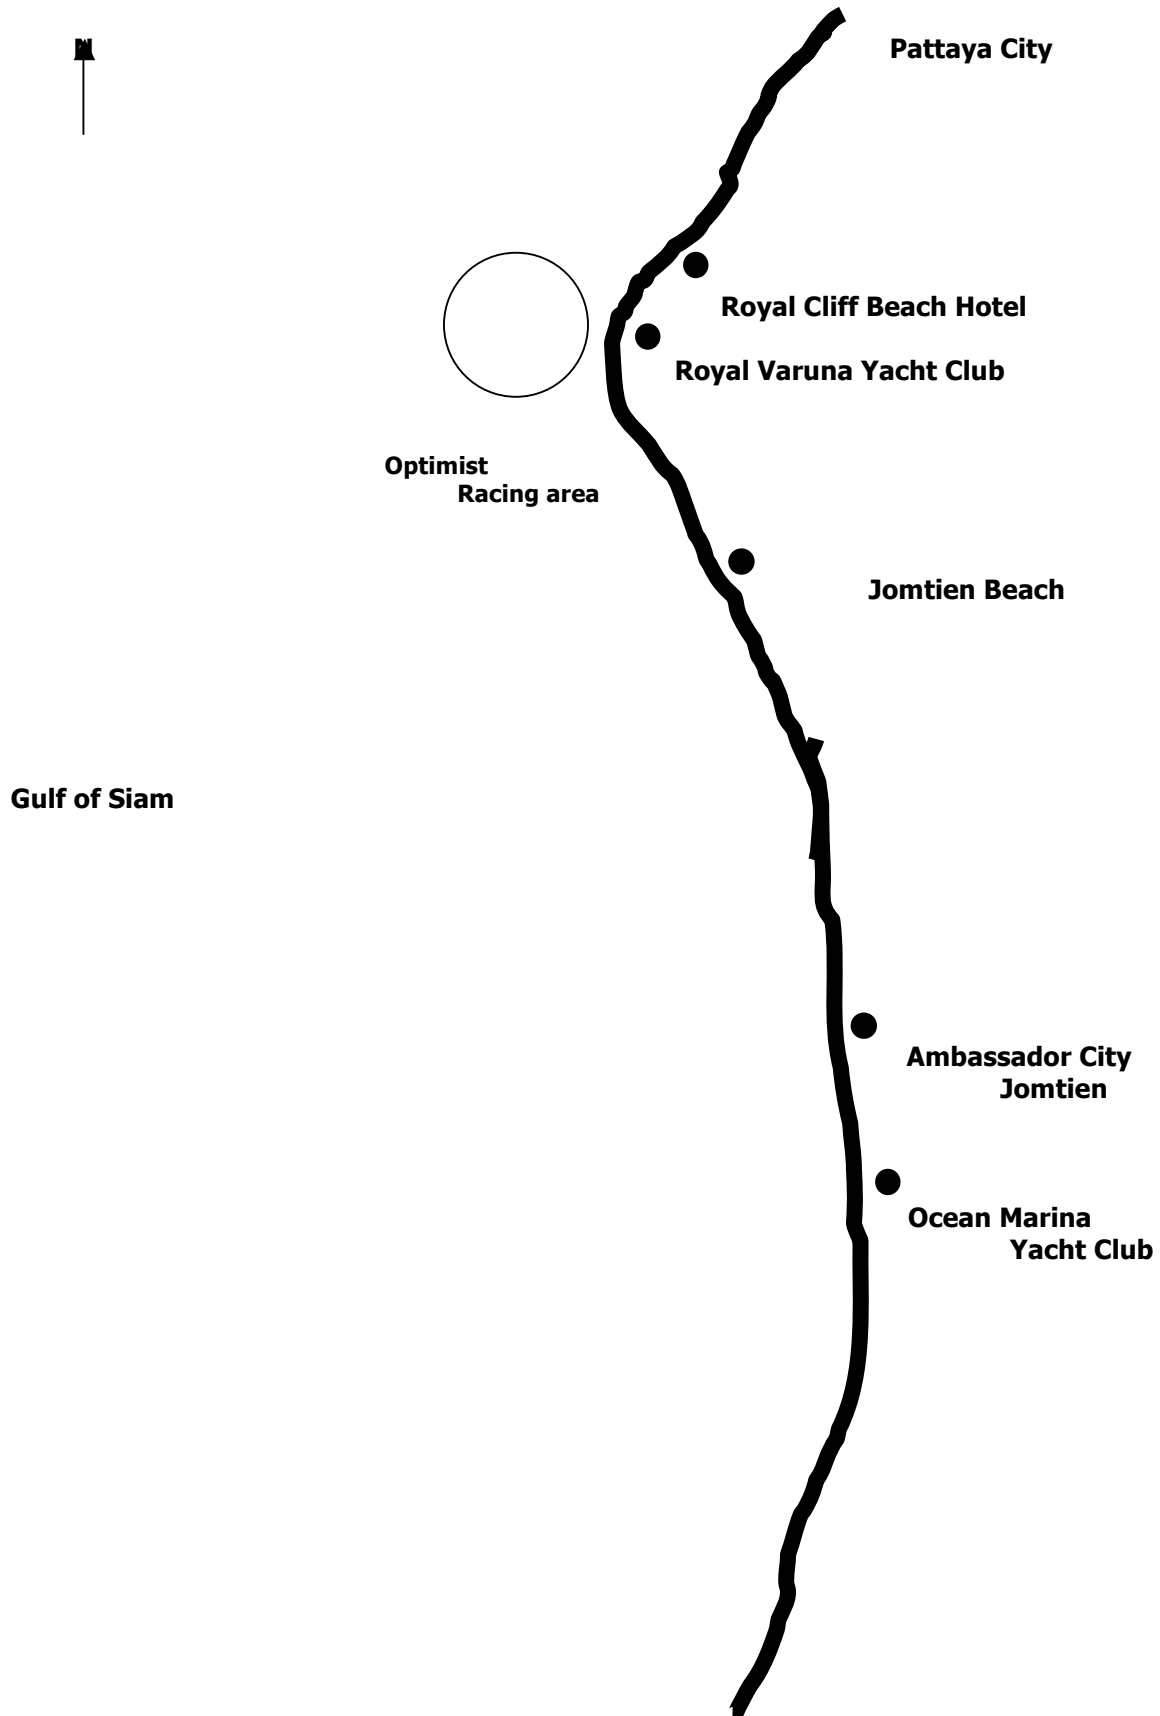 N
Pattaya City
Royal Cliff Beach Hotel
Royal Varuna Yacht Club
Optimist
Racing area
Jomtien Beach
Gulf of Siam
Ambassador City
Jomtien
Ocean Marina
Yacht Club